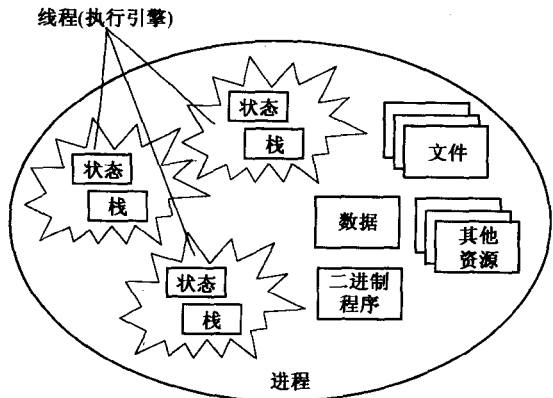 线程(执行引擎)
状态
栈
文件
状态
栈
数据
其他
资源
状态
栈
二进制
程序
进程